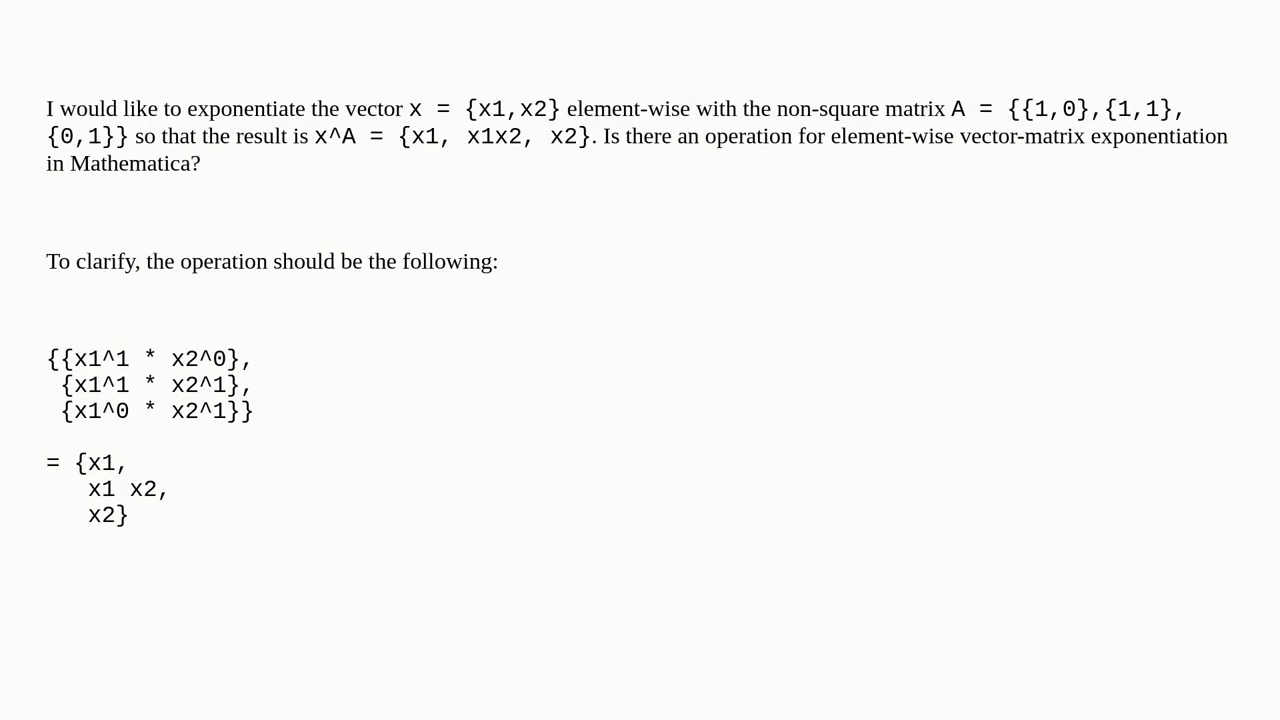 I would like to exponentiate the vector x = {x1,x2} element-wise with the non-square matrix A = {{1,0},{1,1},
{0,1}} so that the result is x^A = {x1, x1x2, x2}. Is there an operation for element-wise vector-matrix exponentiation
in Mathematica?
To clarify, the operation should be the following:
{{x1^1 * x2^0},
 {x1^1 * x2^1},
 {x1^0 * x2^1}}
= {x1,
   x1 x2,
   x2}